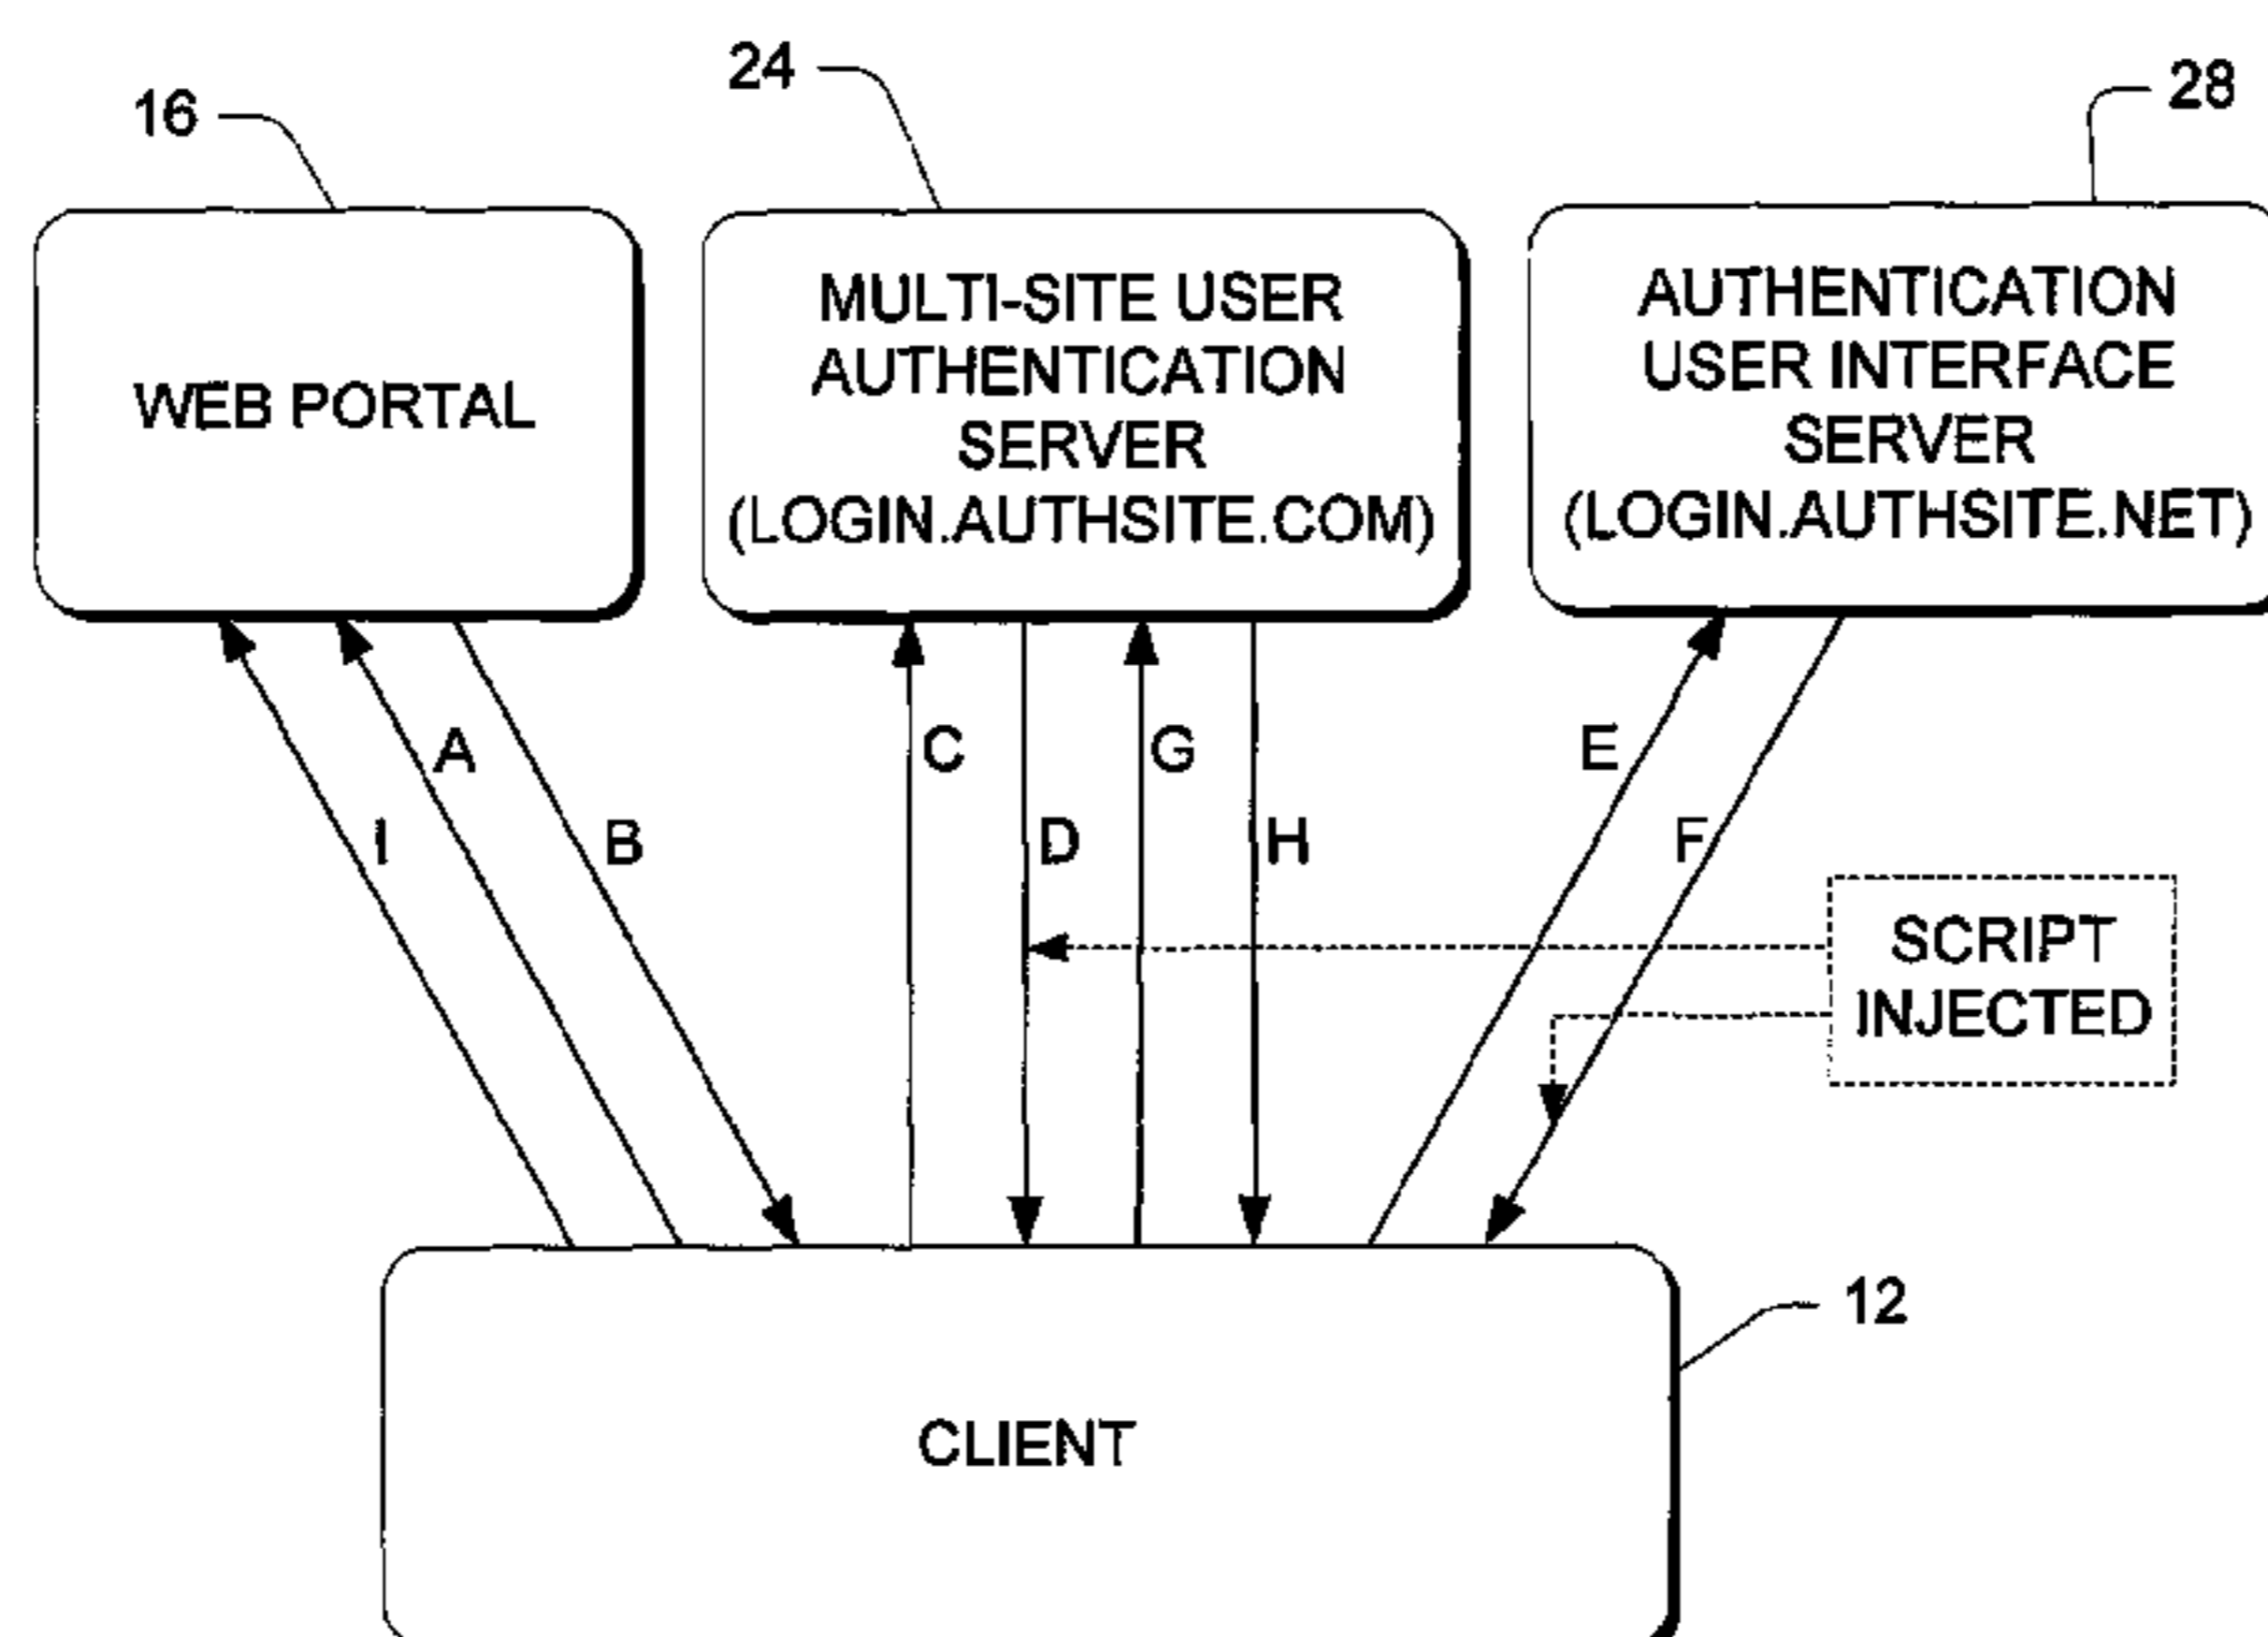 16
24
28
WEB PORTAL
MULTI-SITE USER
AUTHENTICATION
SERVER
(LOGIN.AUTHSITE.COM)
AUTHENTICATION
USER INTERFACE
SERVER
(LOGIN.AUTHSITE.NET)
I
A
B
C
D
G
H
E
F
SCRIPT
INJECTED
12
CLIENT